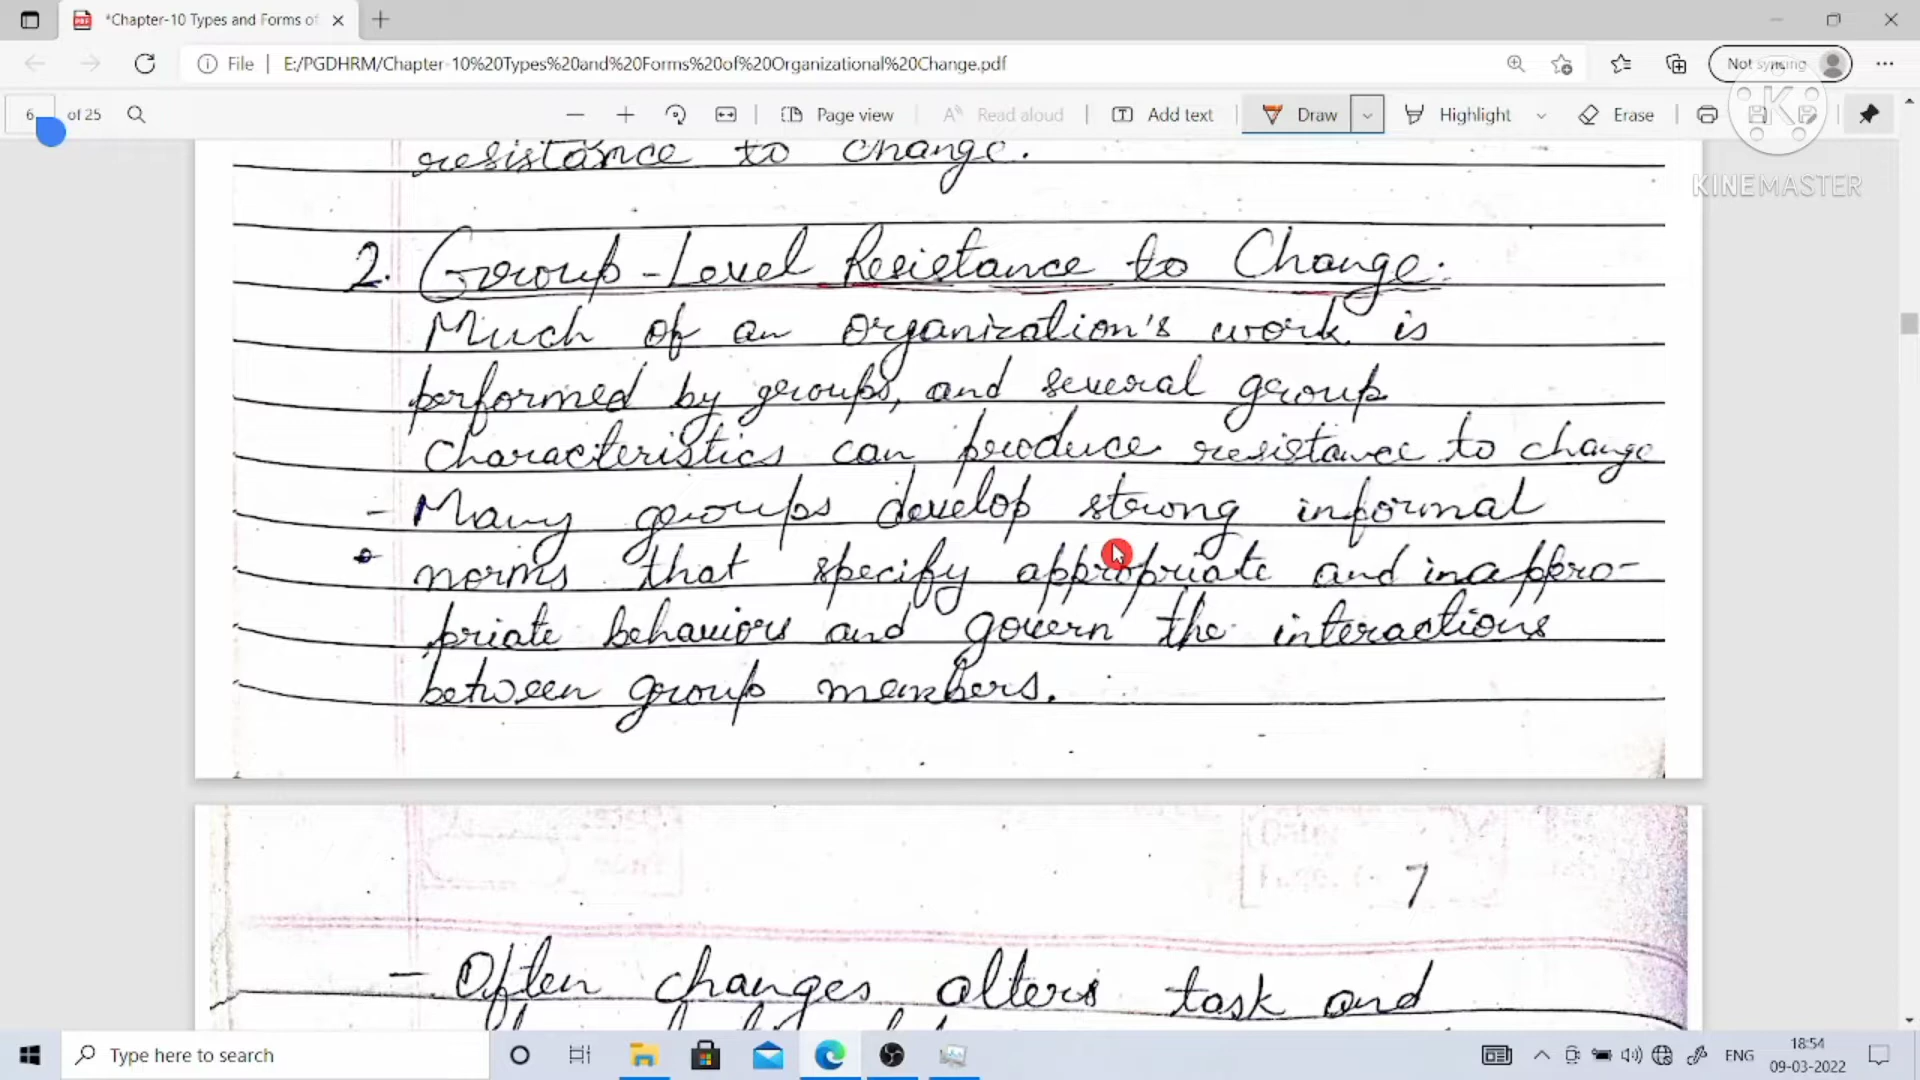 *Chapter-10 Types and Forms of
File
E:/PGDHRM/Chapter-10%20Types%20and%20Forms%20of%20Organizational%20Change.pdf
Not syncing
6 of 25
Page view
Read aloud
Add text
Draw
Highlight
Erase
KINEMASTER
resistance to change.
2. Group-Level Resistance to Change.
Much of an organization's work is
performed by groups, and several group
characteristics can produce resistance to change
- Many groups develop strong informal
norms that specify appropriate and inappro-
priate behaviors and govern the interactions
between group members.
7
- Often changes alters task and
Type here to search
ENG
18:54
09-03-2022